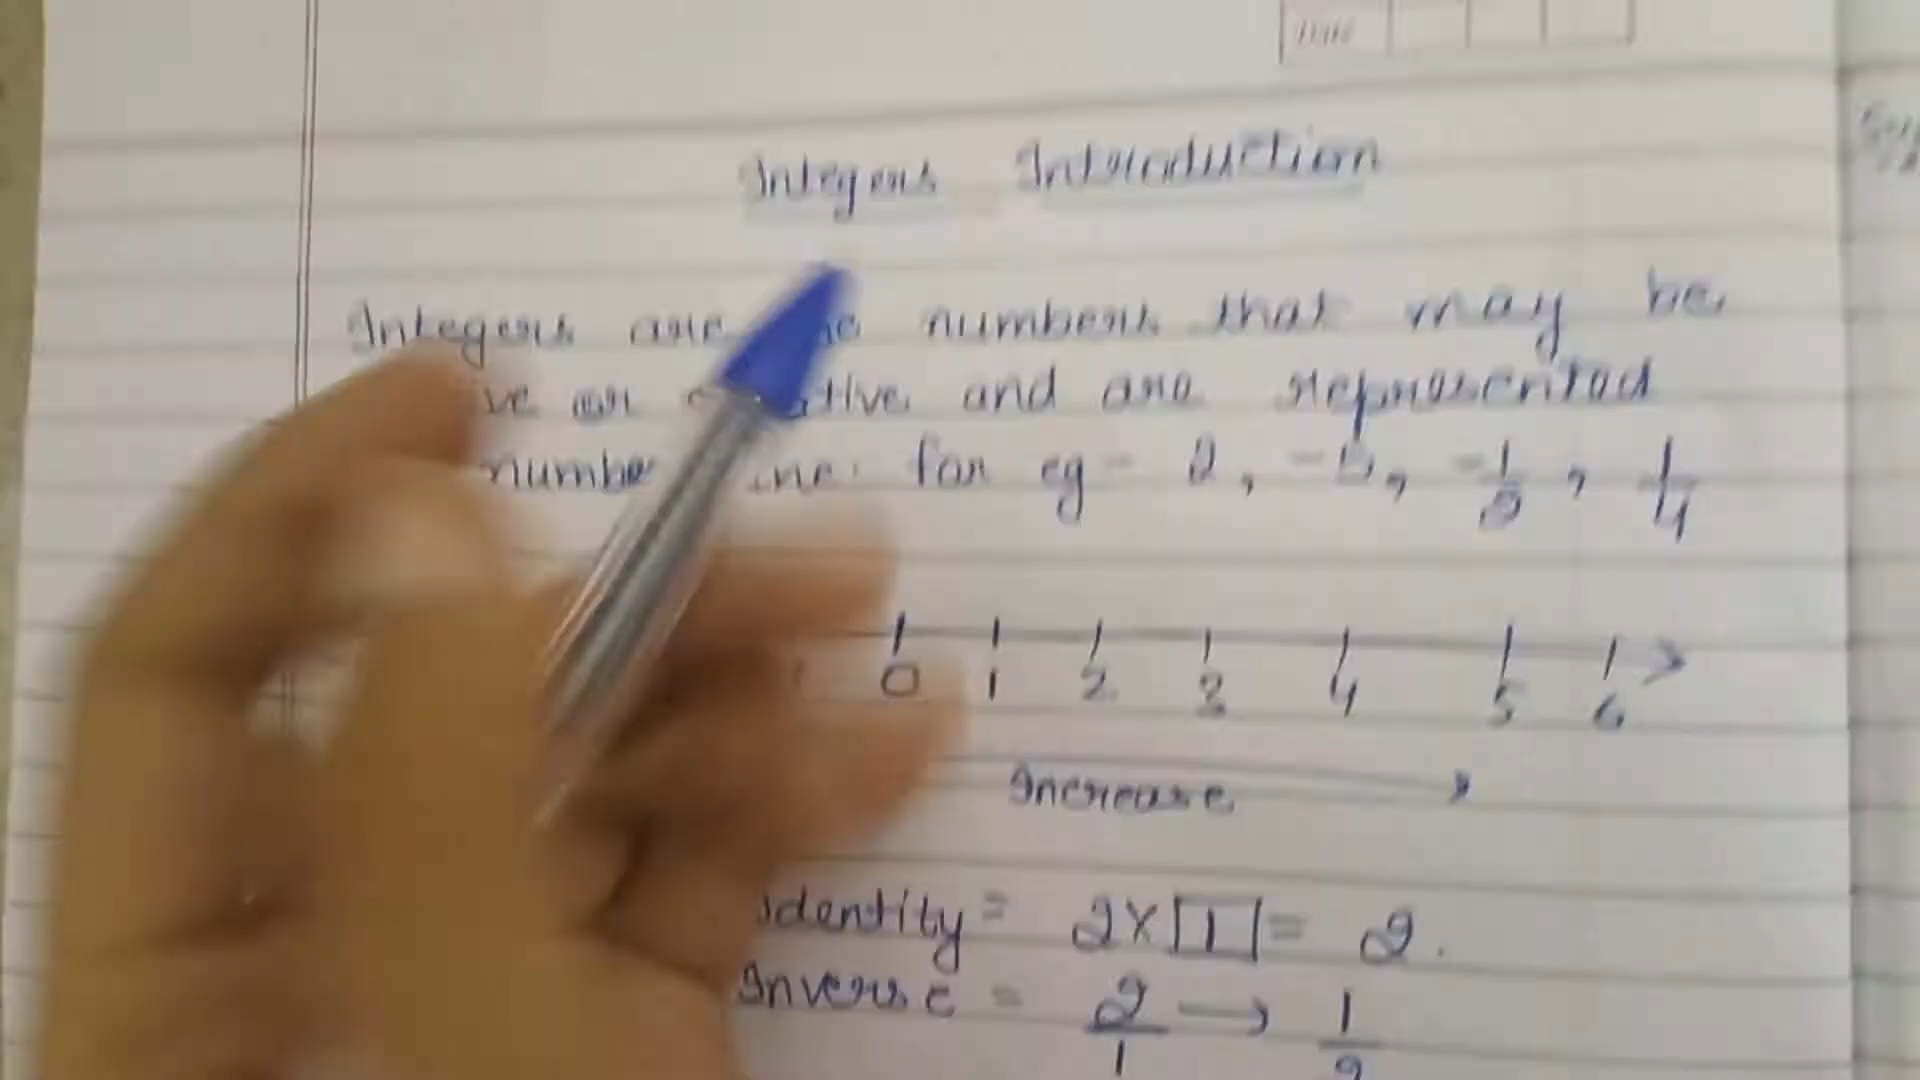 Integers Introduction
Integers are numbers that may be
or and are represented
for eg - 2, -5, -1/2, 1/4
0 1 2 3 4 5 6
Increase
identity = 2×1 = 2.
Inverse = 2/1 → 1/2